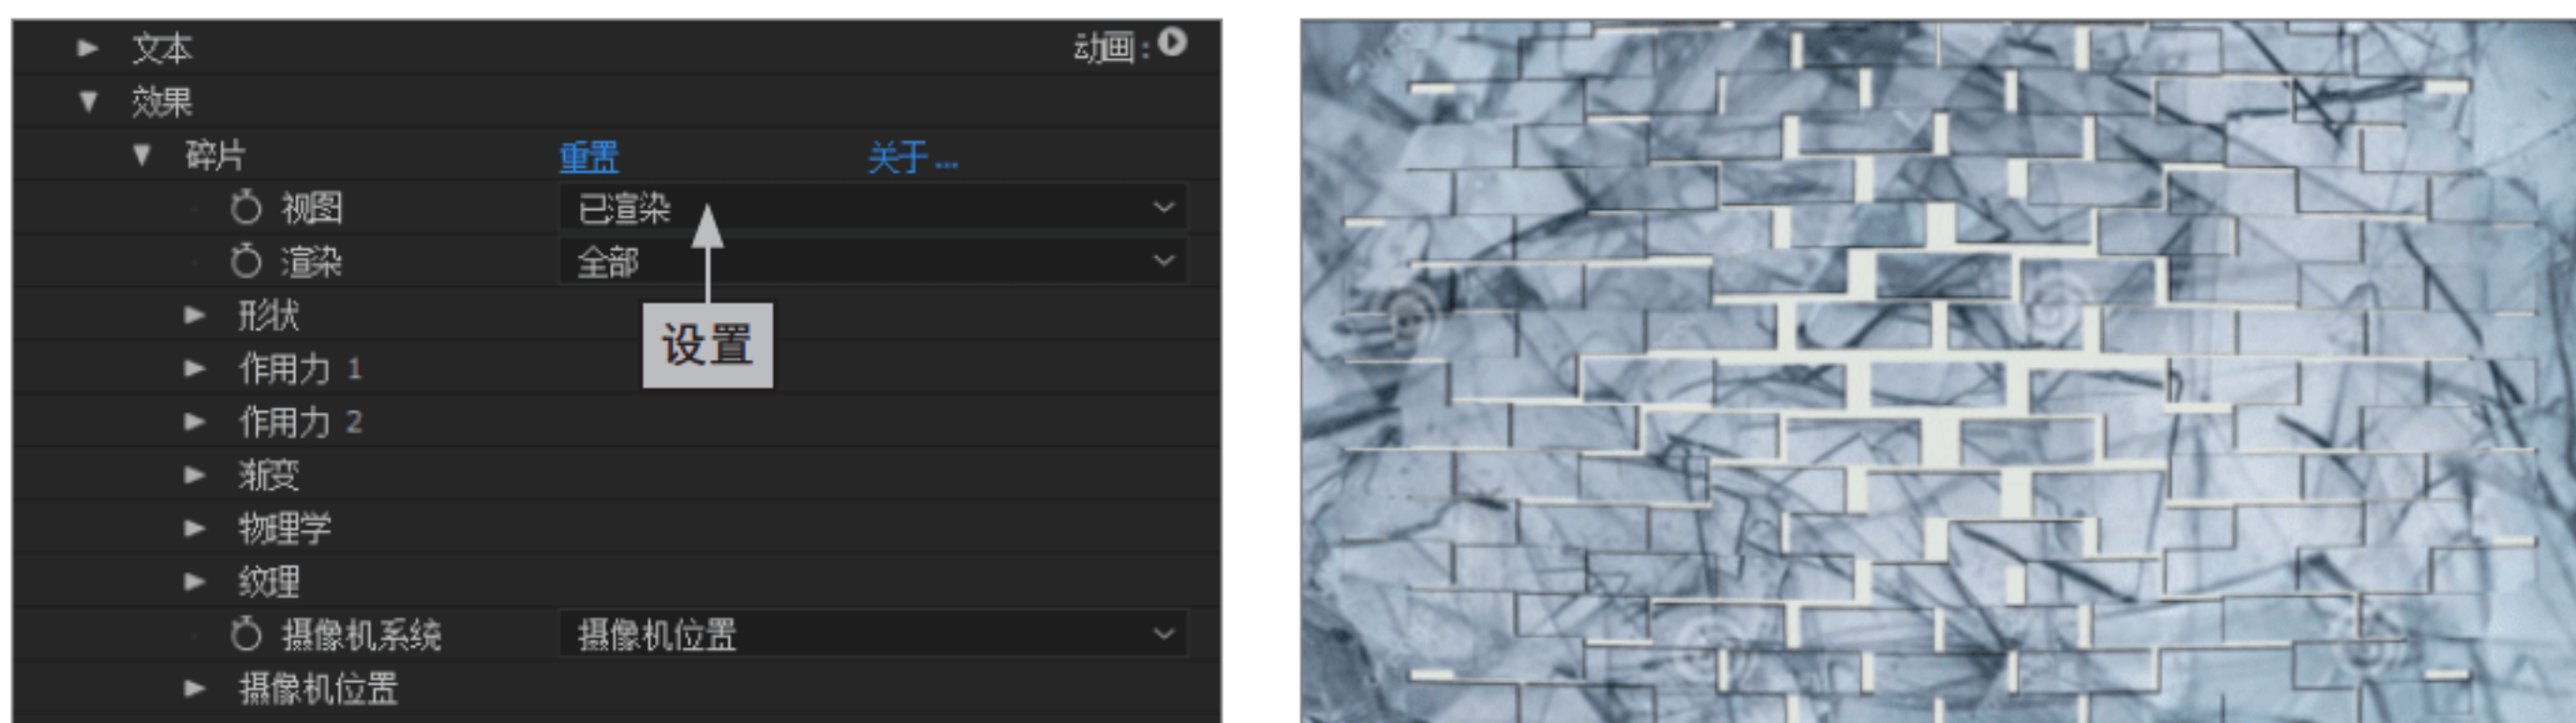 文本 动画:
效果
碎片 重置 关于...
视图 已渲染
渲染 全部
设置
形状
作用力 1
作用力 2
渐变
物理学
纹理
摄像机系统 摄像机位置
摄像机位置